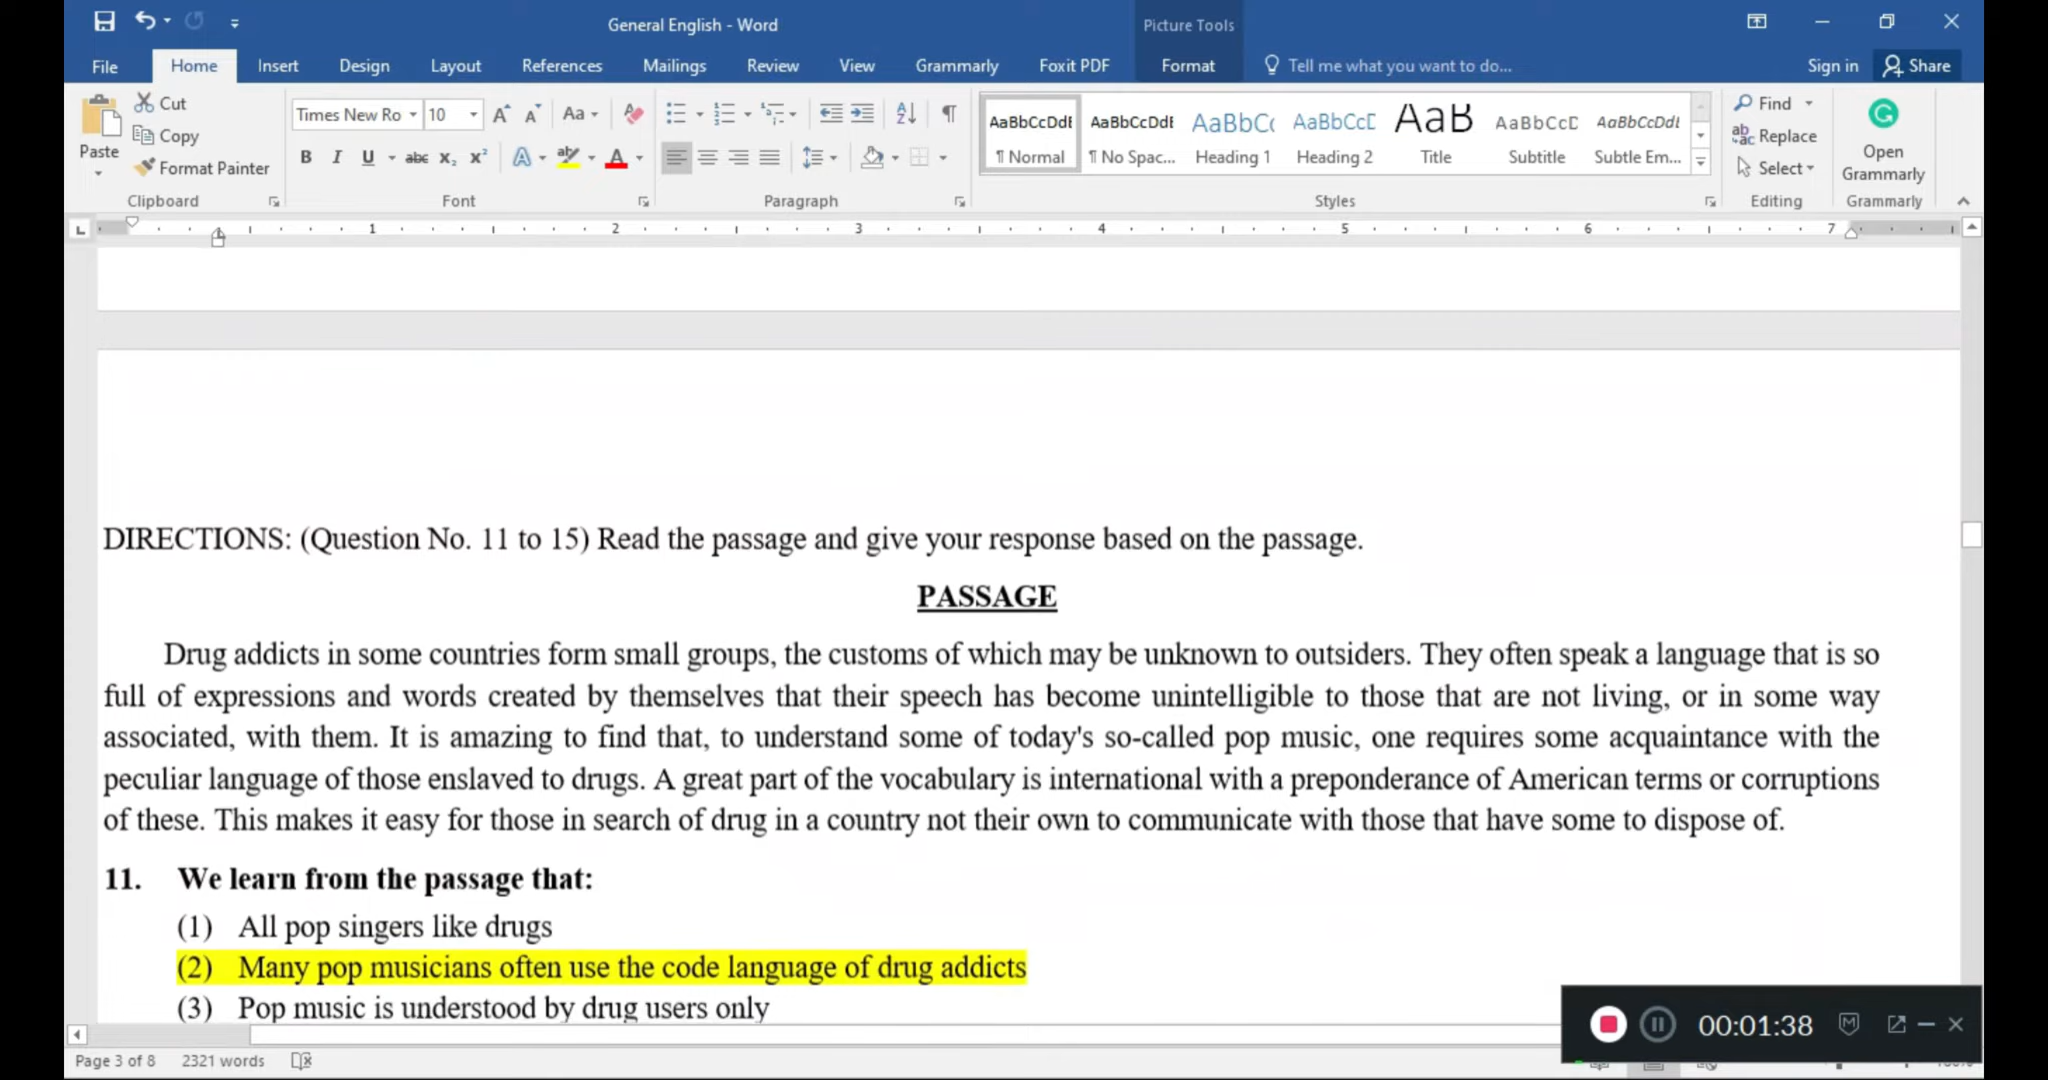 General English - Word
Picture Tools
File Home Insert Design Layout References Mailings Review View Grammarly Foxit PDF Format Tell me what you want to do... Sign in Share
Paste
Cut
Copy
Format Painter
Clipboard
Times New Ro 10
Font
Paragraph
AaBbCcDdE AaBbCcDdE AaBbC AaBbCcD AaB AaBbCcD AaBbCcDdE
¶ Normal ¶ No Spac... Heading 1 Heading 2 Title Subtitle Subtle Em...
Styles
Find
Replace
Select
Editing
Open
Grammarly
Grammarly
1 2 3 4 5 6 7
DIRECTIONS: (Question No. 11 to 15) Read the passage and give your response based on the passage.
PASSAGE
Drug addicts in some countries form small groups, the customs of which may be unknown to outsiders. They often speak a language that is so
full of expressions and words created by themselves that their speech has become unintelligible to those that are not living, or in some way
associated, with them. It is amazing to find that, to understand some of today's so-called pop music, one requires some acquaintance with the
peculiar language of those enslaved to drugs. A great part of the vocabulary is international with a preponderance of American terms or corruptions
of these. This makes it easy for those in search of drug in a country not their own to communicate with those that have some to dispose of.
11. We learn from the passage that:
(1) All pop singers like drugs
(2) Many pop musicians often use the code language of drug addicts
(3) Pop music is understood by drug users only
00:01:38
Page 3 of 8 2321 words